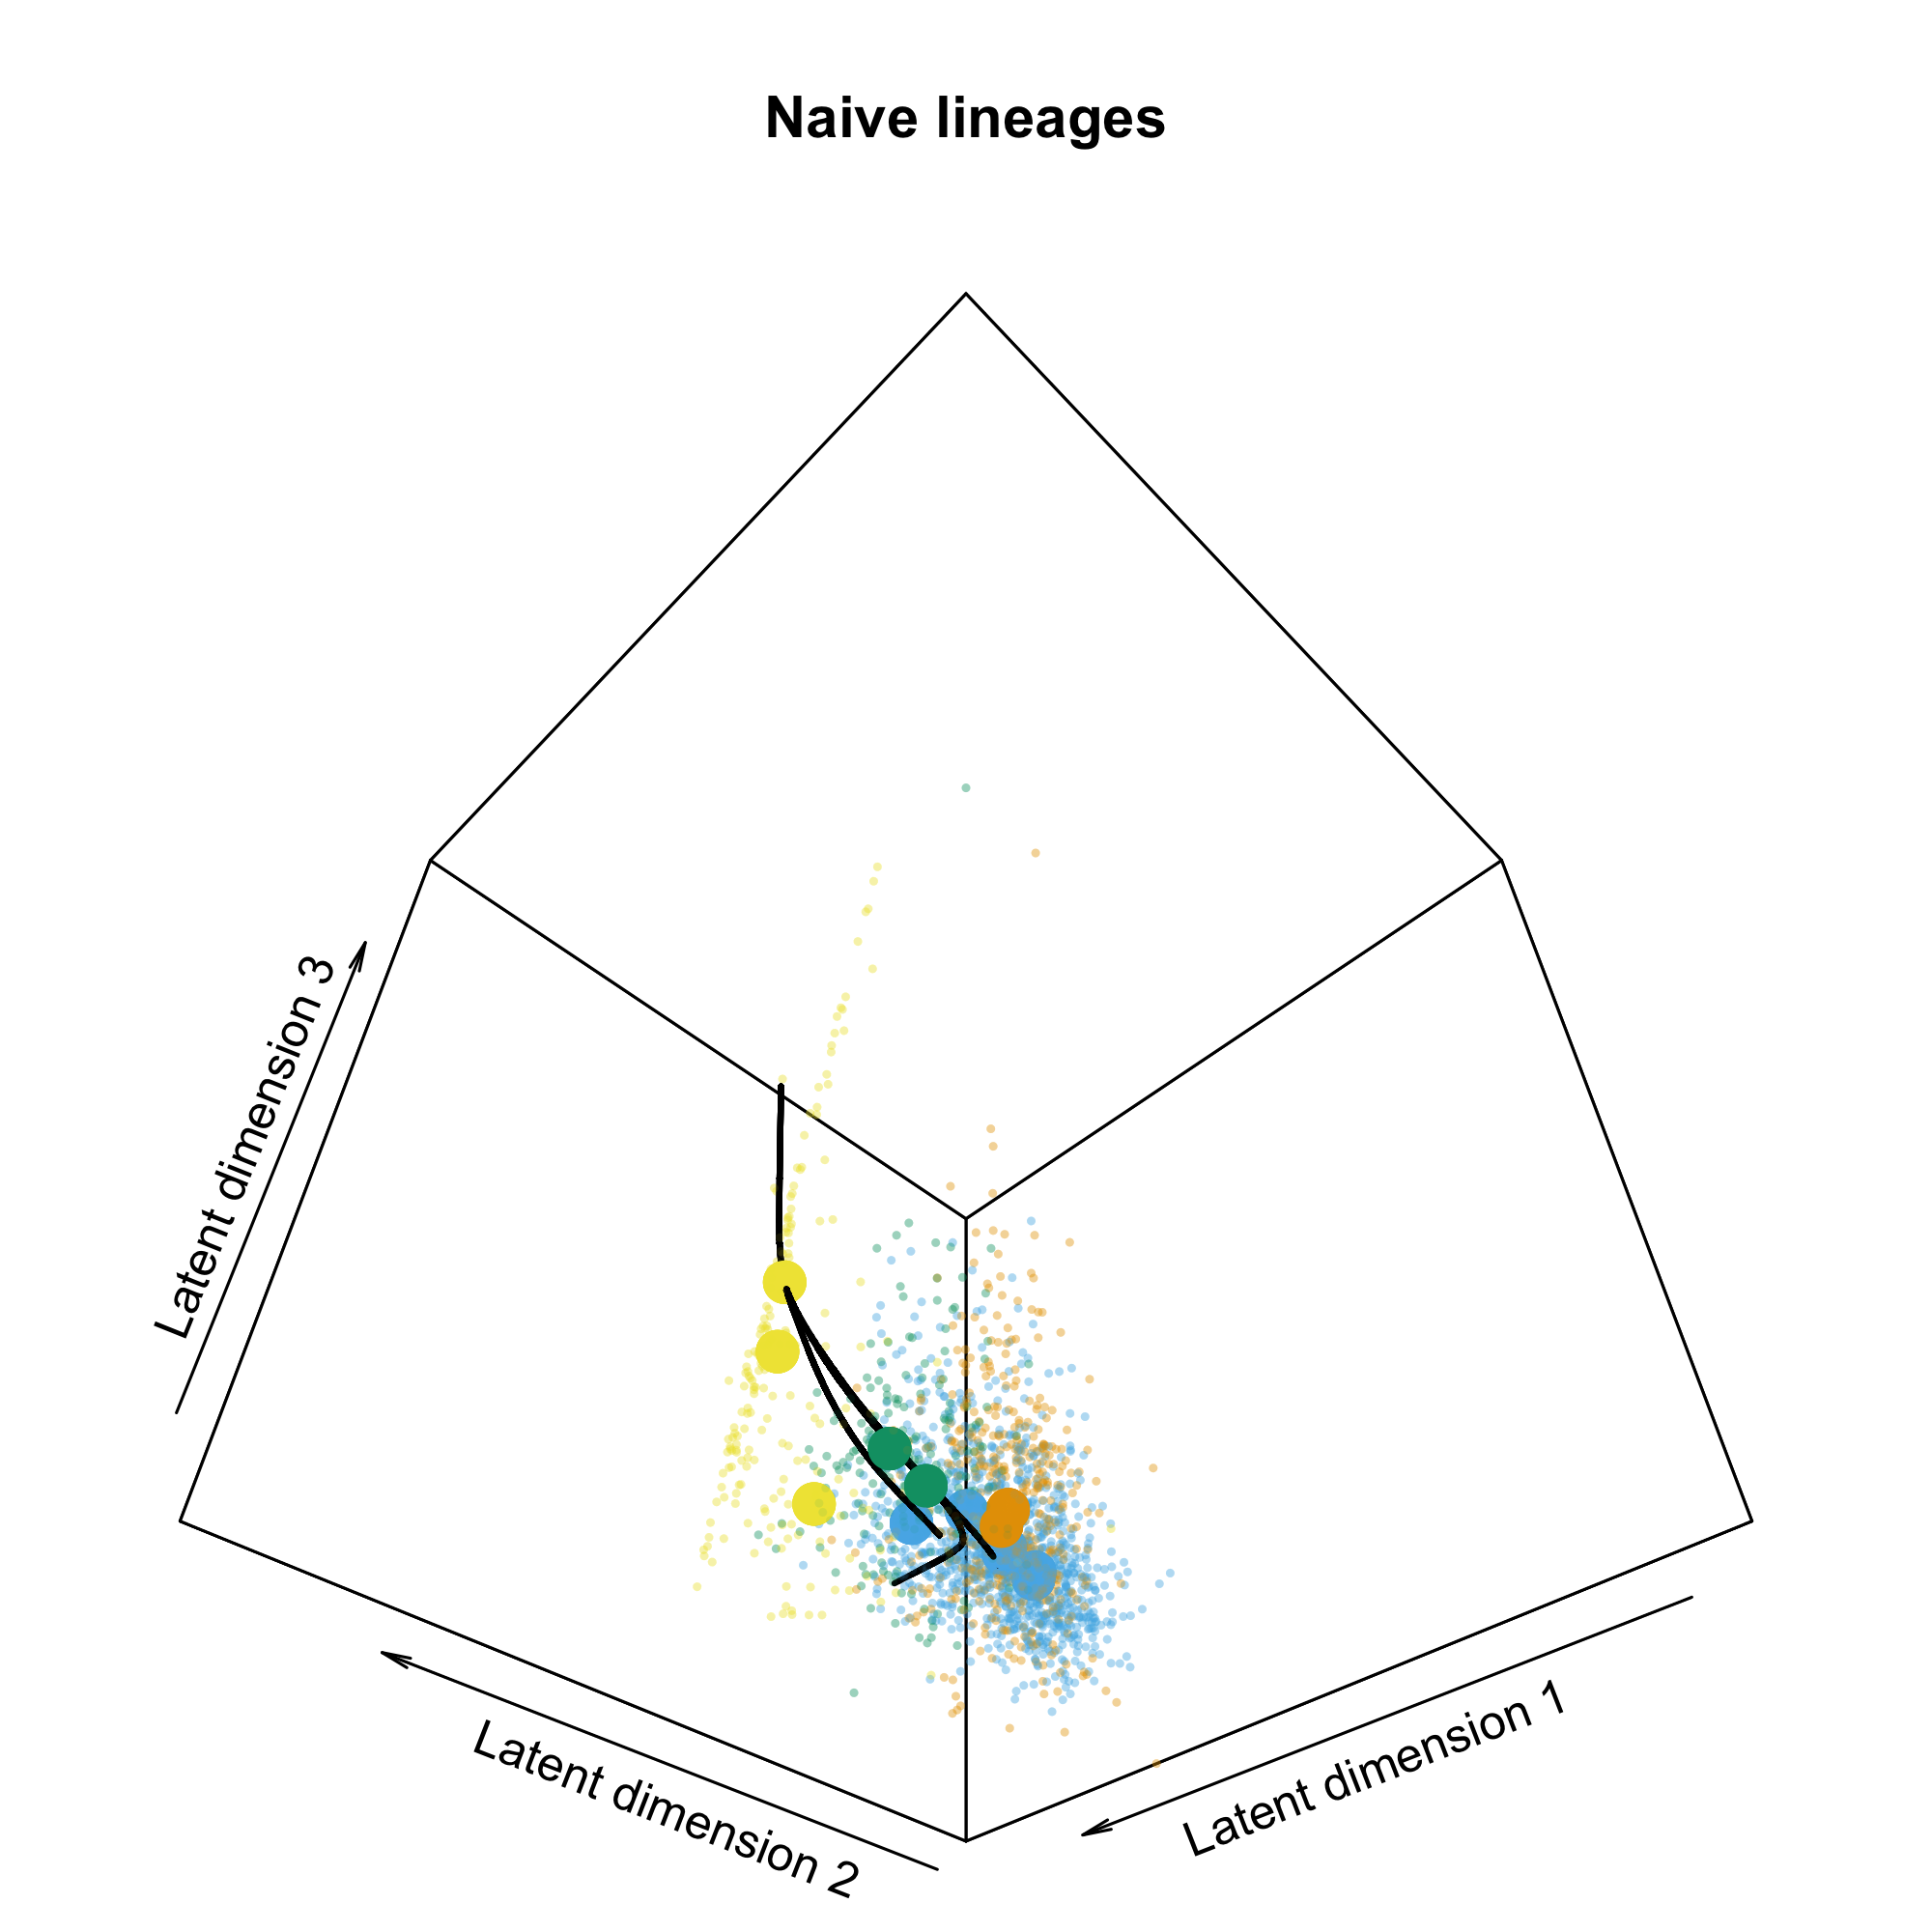 Naive lineages
Latent dimension 3
Latent dimension 2
Latent dimension 1